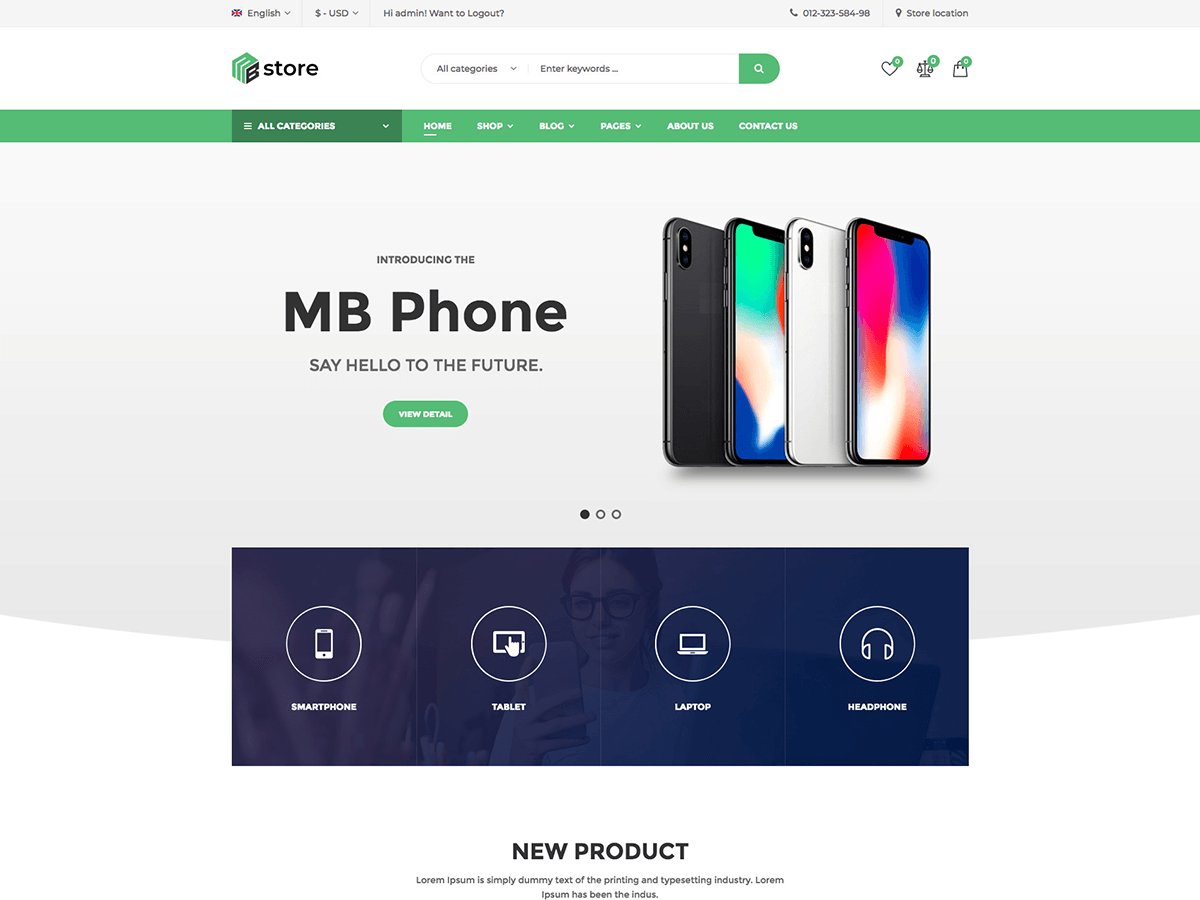 English
$ - USD
Hi admin! Want to Logout?
012-323-584-98
Store location
store
All categories
Enter keywords ...
0
0
0
ALL CATEGORIES
HOME
SHOP
BLOG
PAGES
ABOUT US
CONTACT US
INTRODUCING THE
MB Phone
SAY HELLO TO THE FUTURE.
VIEW DETAIL
SMARTPHONE
TABLET
LAPTOP
HEADPHONE
NEW PRODUCT
Lorem Ipsum is simply dummy text of the printing and typesetting industry. Lorem
Ipsum has been the indus.